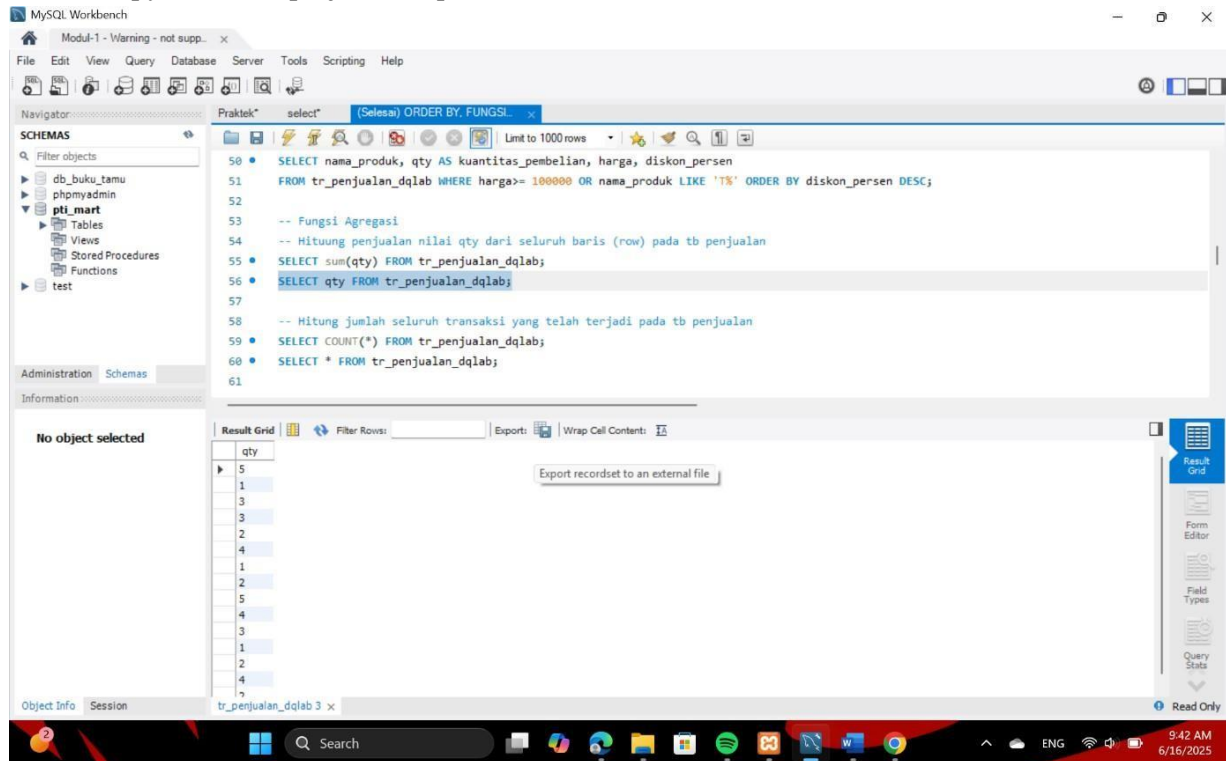 MySQL Workbench
Modul-1 - Warning - not supp..
File Edit View Query Database Server Tools Scripting Help
Navigator
Praktek*
select*
(Selesai) ORDER BY, FUNGSI...
SCHEMAS
Limit to 1000 rows
Filter objects
db_buku_tamu
phpmyadmin
pti_mart
Tables
Views
Stored Procedures
Functions
test
50 SELECT nama_produk, qty AS kuantitas_pembelian, harga, diskon_persen
51 FROM tr_penjualan_dqlab WHERE harga>= 100000 OR nama_produk LIKE 'T%' ORDER BY diskon_persen DESC;
52
53 -- Fungsi Agregasi
54 -- Hituung penjualan nilai qty dari seluruh baris (row) pada tb penjualan
55 SELECT sum(qty) FROM tr_penjualan_dqlab;
56 SELECT qty FROM tr_penjualan_dqlab;
57
58 -- Hitung jumlah seluruh transaksi yang telah terjadi pada tb penjualan
59 SELECT COUNT(*) FROM tr_penjualan_dqlab;
60 SELECT * FROM tr_penjualan_dqlab;
61
Administration Schemas
Information
No object selected
Result Grid Filter Rows: Export: Wrap Cell Content:
Export recordset to an external file
qty
5
1
3
3
2
4
1
2
5
4
3
1
2
4
Result Grid
Form Editor
Field Types
Query Stats
Object Info Session
tr_penjualan_dqlab 3
Read Only
2
Search
ENG
9:42 AM
6/16/2025